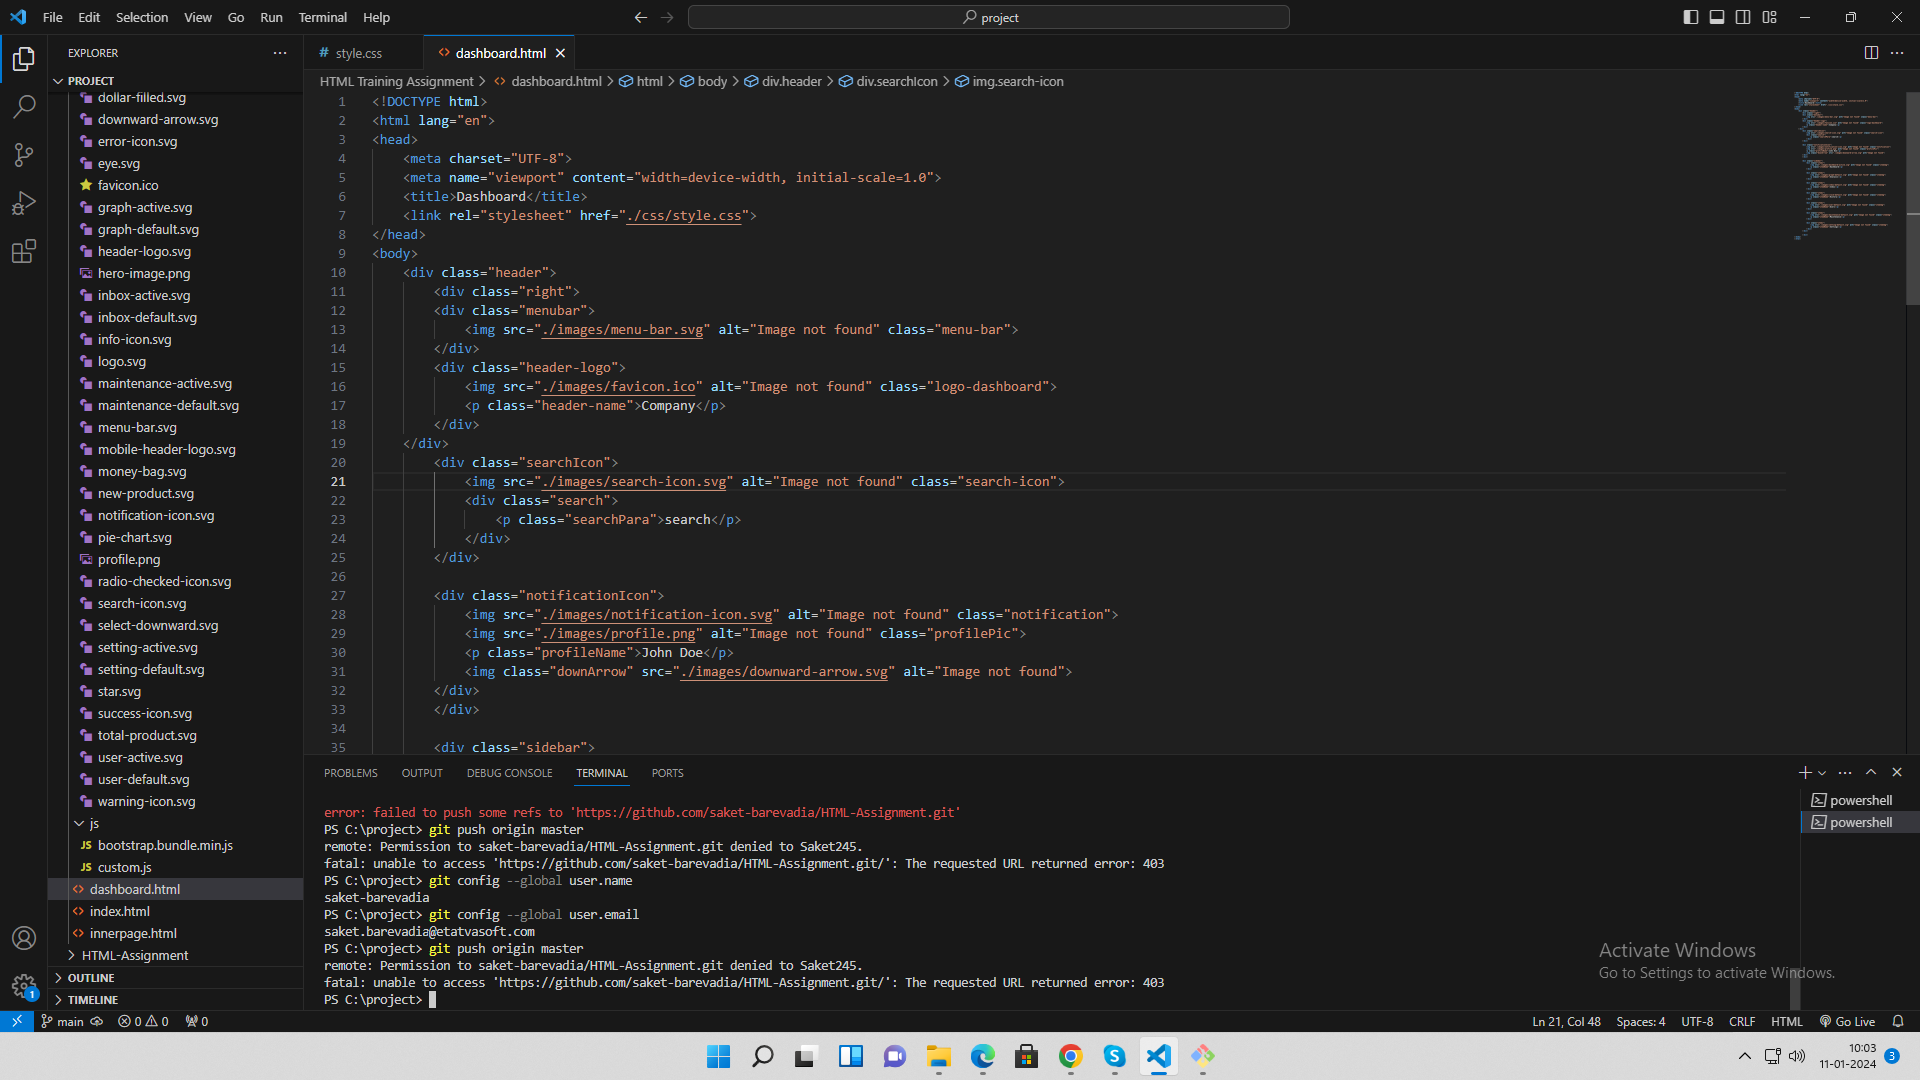 File Edit Selection View Go Run Terminal Help
project
EXPLORER
PROJECT
dollar-filled.svg
downward-arrow.svg
error-icon.svg
eye.svg
favicon.ico
graph-active.svg
graph-default.svg
header-logo.svg
hero-image.png
inbox-active.svg
inbox-default.svg
info-icon.svg
logo.svg
maintenance-active.svg
maintenance-default.svg
menu-bar.svg
mobile-header-logo.svg
money-bag.svg
new-product.svg
notification-icon.svg
pie-chart.svg
profile.png
radio-checked-icon.svg
search-icon.svg
select-downward.svg
setting-active.svg
setting-default.svg
star.svg
success-icon.svg
total-product.svg
user-active.svg
user-default.svg
warning-icon.svg
js
JS bootstrap.bundle.min.js
JS custom.js
dashboard.html
index.html
innerpage.html
HTML-Assignment
OUTLINE
TIMELINE
# style.css
<> dashboard.html
HTML Training Assignment > <> dashboard.html > html > body > div.header > div.searchIcon > img.search-icon
1 <!DOCTYPE html>
2 <html lang="en">
3 <head>
4 <meta charset="UTF-8">
5 <meta name="viewport" content="width=device-width, initial-scale=1.0">
6 <title>Dashboard</title>
7 <link rel="stylesheet" href="./css/style.css">
8 </head>
9 <body>
10 <div class="header">
11 <div class="right">
12 <div class="menubar">
13 <img src="./images/menu-bar.svg" alt="Image not found" class="menu-bar">
14 </div>
15 <div class="header-logo">
16 <img src="./images/favicon.ico" alt="Image not found" class="logo-dashboard">
17 <p class="header-name">Company</p>
18 </div>
19 </div>
20 <div class="searchIcon">
21 <img src="./images/search-icon.svg" alt="Image not found" class="search-icon">
22 <div class="search">
23 <p class="searchPara">search</p>
24 </div>
25 </div>
26
27 <div class="notificationIcon">
28 <img src="./images/notification-icon.svg" alt="Image not found" class="notification">
29 <img src="./images/profile.png" alt="Image not found" class="profilePic">
30 <p class="profileName">John Doe</p>
31 <img class="downArrow" src="./images/downward-arrow.svg" alt="Image not found">
32 </div>
33 </div>
34
35 <div class="sidebar">
PROBLEMS OUTPUT DEBUG CONSOLE TERMINAL PORTS
error: failed to push some refs to 'https://github.com/saket-barevadia/HTML-Assignment.git'
PS C:\project> git push origin master
remote: Permission to saket-barevadia/HTML-Assignment.git denied to Saket245.
fatal: unable to access 'https://github.com/saket-barevadia/HTML-Assignment.git/': The requested URL returned error: 403
PS C:\project> git config --global user.name
saket-barevadia
PS C:\project> git config --global user.email
saket.barevadia@etatvasoft.com
PS C:\project> git push origin master
remote: Permission to saket-barevadia/HTML-Assignment.git denied to Saket245.
fatal: unable to access 'https://github.com/saket-barevadia/HTML-Assignment.git/': The requested URL returned error: 403
PS C:\project>
powershell
powershell
Activate Windows
Go to Settings to activate Windows.
1
main 0 0 0
Ln 21, Col 48 Spaces: 4 UTF-8 CRLF HTML Go Live
10:03
11-01-2024
3